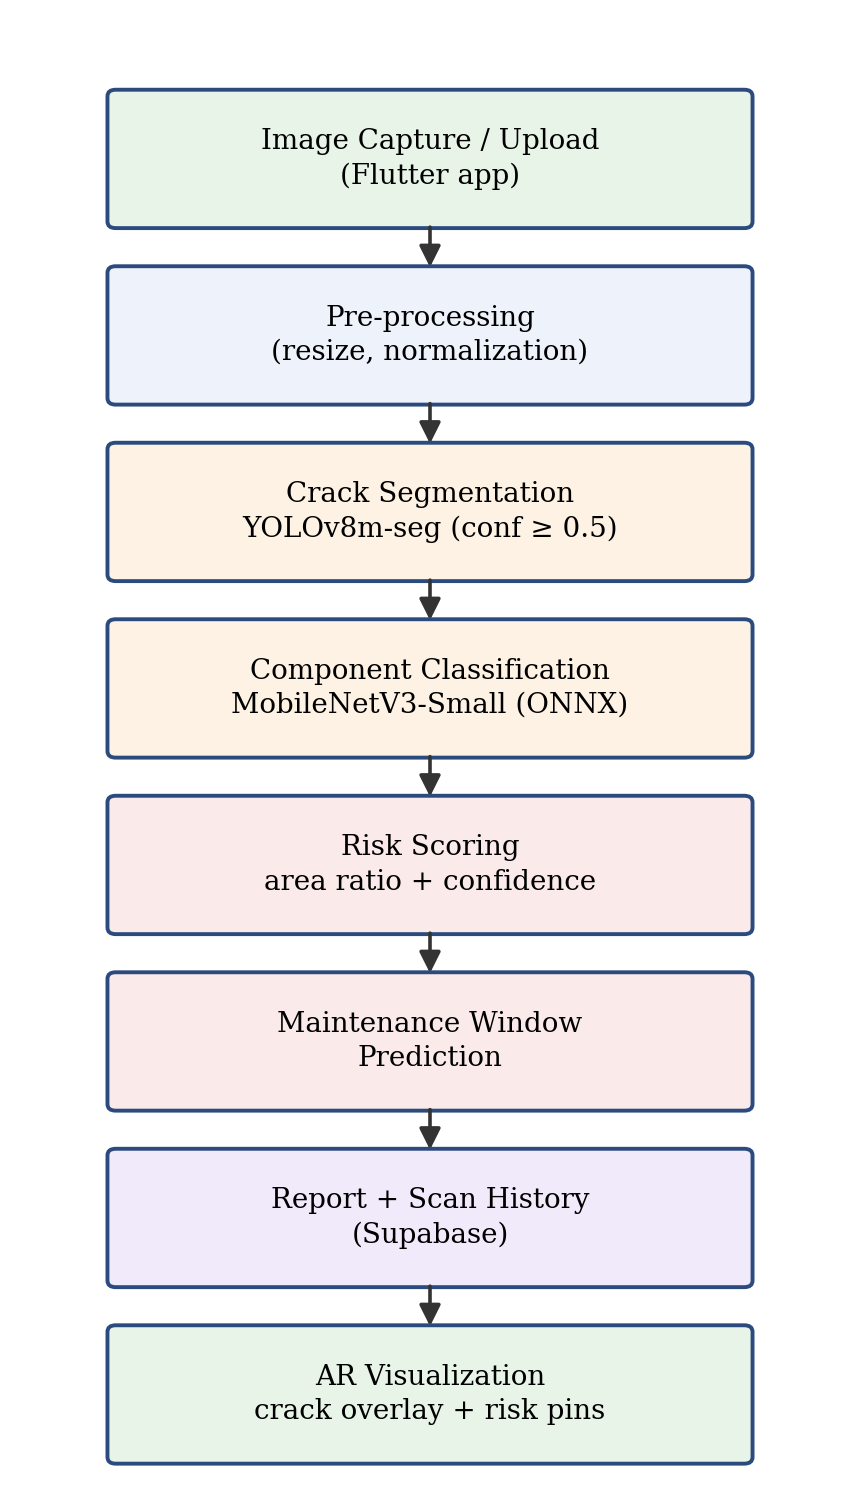 Image Capture / Upload
(Flutter app)
Pre-processing
(resize, normalization)
Crack Segmentation
YOLOv8m-seg (conf ≥ 0.5)
Component Classification
MobileNetV3-Small (ONNX)
Risk Scoring
area ratio + confidence
Maintenance Window
Prediction
Report + Scan History
(Supabase)
AR Visualization
crack overlay + risk pins